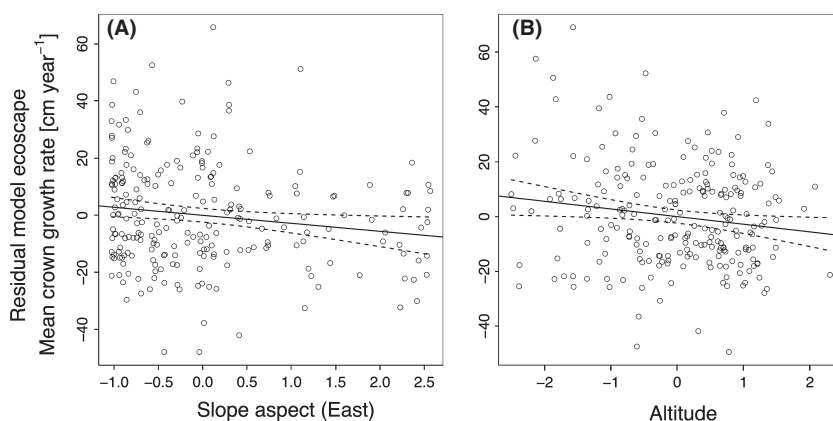 (A)
(B)
Residual model ecoscape
Mean crown growth rate [cm year⁻¹]
60
40
20
0
−20
−40
−1.0 −0.5 0.0 0.5 1.0 1.5 2.0 2.5
Slope aspect (East)
60
40
20
0
−20
−40
−2 −1 0 1 2
Altitude